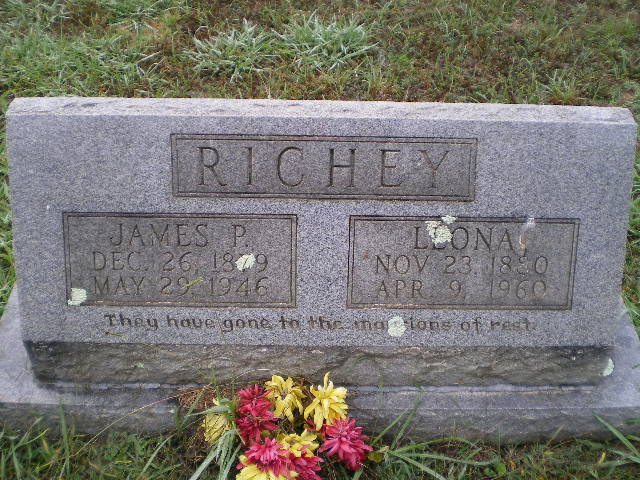 RICHEY
JAMES P.
DEC. 26,
MAY 29, 1946
LEONA
NOV. 23, 1880
APR. 9, 1960
They have gone to the mansions of rest.